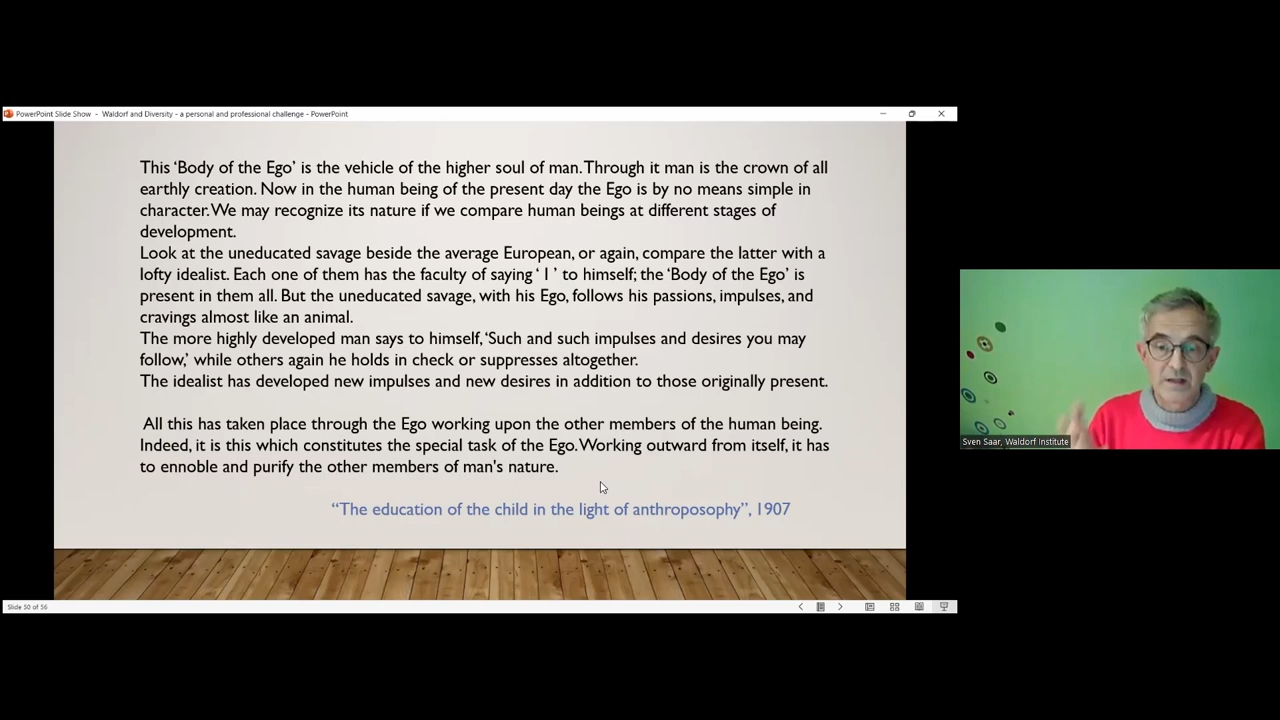 PowerPoint Slide Show - Waldorf and Diversity - a personal and professional challenge - PowerPoint
This ‘Body of the Ego’ is the vehicle of the higher soul of man. Through it man is the crown of all
earthly creation. Now in the human being of the present day the Ego is by no means simple in
character. We may recognize its nature if we compare human beings at different stages of
development.
Look at the uneducated savage beside the average European, or again, compare the latter with a
lofty idealist. Each one of them has the faculty of saying ‘ I ’ to himself; the ‘Body of the Ego’ is
present in them all. But the uneducated savage, with his Ego, follows his passions, impulses, and
cravings almost like an animal.
The more highly developed man says to himself, ‘Such and such impulses and desires you may
follow,’ while others again he holds in check or suppresses altogether.
The idealist has developed new impulses and new desires in addition to those originally present.
All this has taken place through the Ego working upon the other members of the human being.
Indeed, it is this which constitutes the special task of the Ego. Working outward from itself, it has
to ennoble and purify the other members of man's nature.
“The education of the child in the light of anthroposophy”, 1907
Slide 50 of 56
Sven Saar, Waldorf Institute